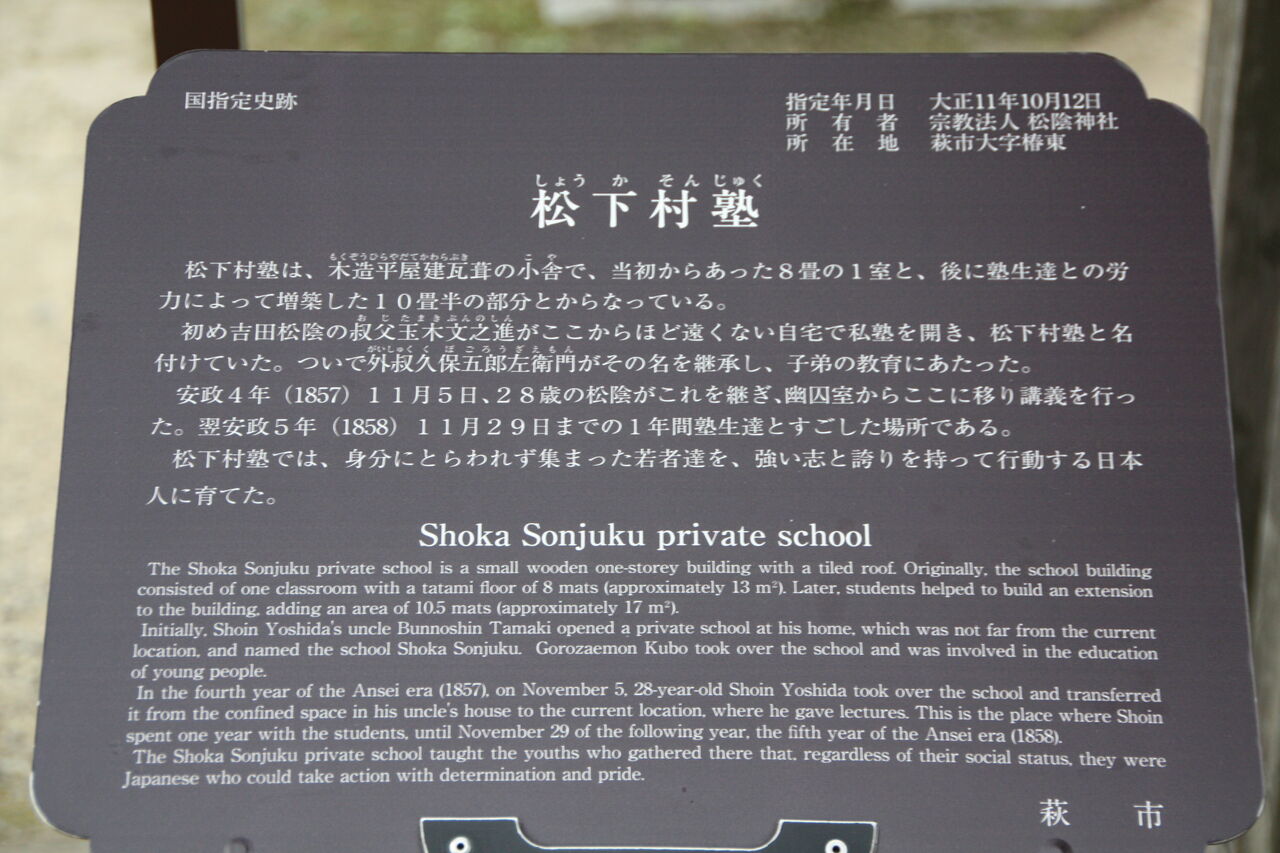 国指定史跡
指定年月日 大正11年10月12日
所有者 宗教法人 松陰神社
所在地 萩市大字椿東
しょう か そん じゅく
松下村塾
もくぞうひらやだてかわらぶき こ や
松下村塾は、木造平屋建瓦葺の小舎で、当初からあった８畳の１室と、後に塾生達との労
力によって増築した１０畳半の部分とからなっている。
お じ たま き ぶんのしん
初め吉田松陰の叔父玉木文之進がここからほど遠くない自宅で私塾を開き、松下村塾と名
がいしゅく く ぼ ご ろう ざ え もん
付けていた。ついで外叔久保五郎左衛門がその名を継承し、子弟の教育にあたった。
安政４年（1857）１１月５日、２８歳の松陰がこれを継ぎ、幽囚室からここに移り講義を行っ
た。翌安政５年（1858）１１月２９日までの１年間塾生達とすごした場所である。
松下村塾では、身分にとらわれず集まった若者達を、強い志と誇りを持って行動する日本
人に育てた。
Shoka Sonjuku private school
The Shoka Sonjuku private school is a small wooden one-storey building with a tiled roof. Originally, the school building
consisted of one classroom with a tatami floor of 8 mats (approximately 13 m²). Later, students helped to build an extension
to the building, adding an area of 10.5 mats (approximately 17 m²).
Initially, Shoin Yoshida's uncle Bunnoshin Tamaki opened a private school at his home, which was not far from the current
location, and named the school Shoka Sonjuku. Gorozaemon Kubo took over the school and was involved in the education
of young people.
In the fourth year of the Ansei era (1857), on November 5, 28-year-old Shoin Yoshida took over the school and transferred
it from the confined space in his uncle's house to the current location, where he gave lectures. This is the place where Shoin
spent one year with the students, until November 29 of the following year, the fifth year of the Ansei era (1858).
The Shoka Sonjuku private school taught the youths who gathered there that, regardless of their social status, they were
Japanese who could take action with determination and pride.
萩市